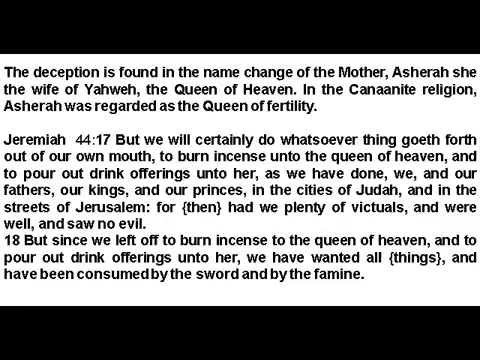 The deception is found in the name change of the Mother, Asherah she
the wife of Yahweh, the Queen of Heaven. In the Canaanite religion,
Asherah was regarded as the Queen of fertility.
Jeremiah 44:17 But we will certainly do whatsoever thing goeth forth
out of our own mouth, to burn incense unto the queen of heaven, and
to pour out drink offerings unto her, as we have done, we, and our
fathers, our kings, and our princes, in the cities of Judah, and in the
streets of Jerusalem: for {then} had we plenty of victuals, and were
well, and saw no evil.
18 But since we left off to burn incense to the queen of heaven, and to
pour out drink offerings unto her, we have wanted all {things}, and
have been consumed by the sword and by the famine.